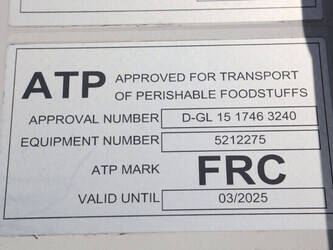 ATP APPROVED FOR TRANSPORT
OF PERISHABLE FOODSTUFFS
APPROVAL NUMBER D-GL 15 1746 3240
EQUIPMENT NUMBER 5212275
ATP MARK FRC
VALID UNTIL 03/2025